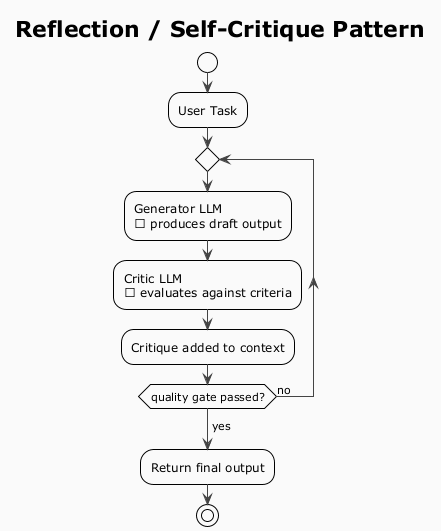 Reflection / Self-Critique Pattern
User Task
Generator LLM
□ produces draft output
Critic LLM
□ evaluates against criteria
Critique added to context
quality gate passed?
no
yes
Return final output